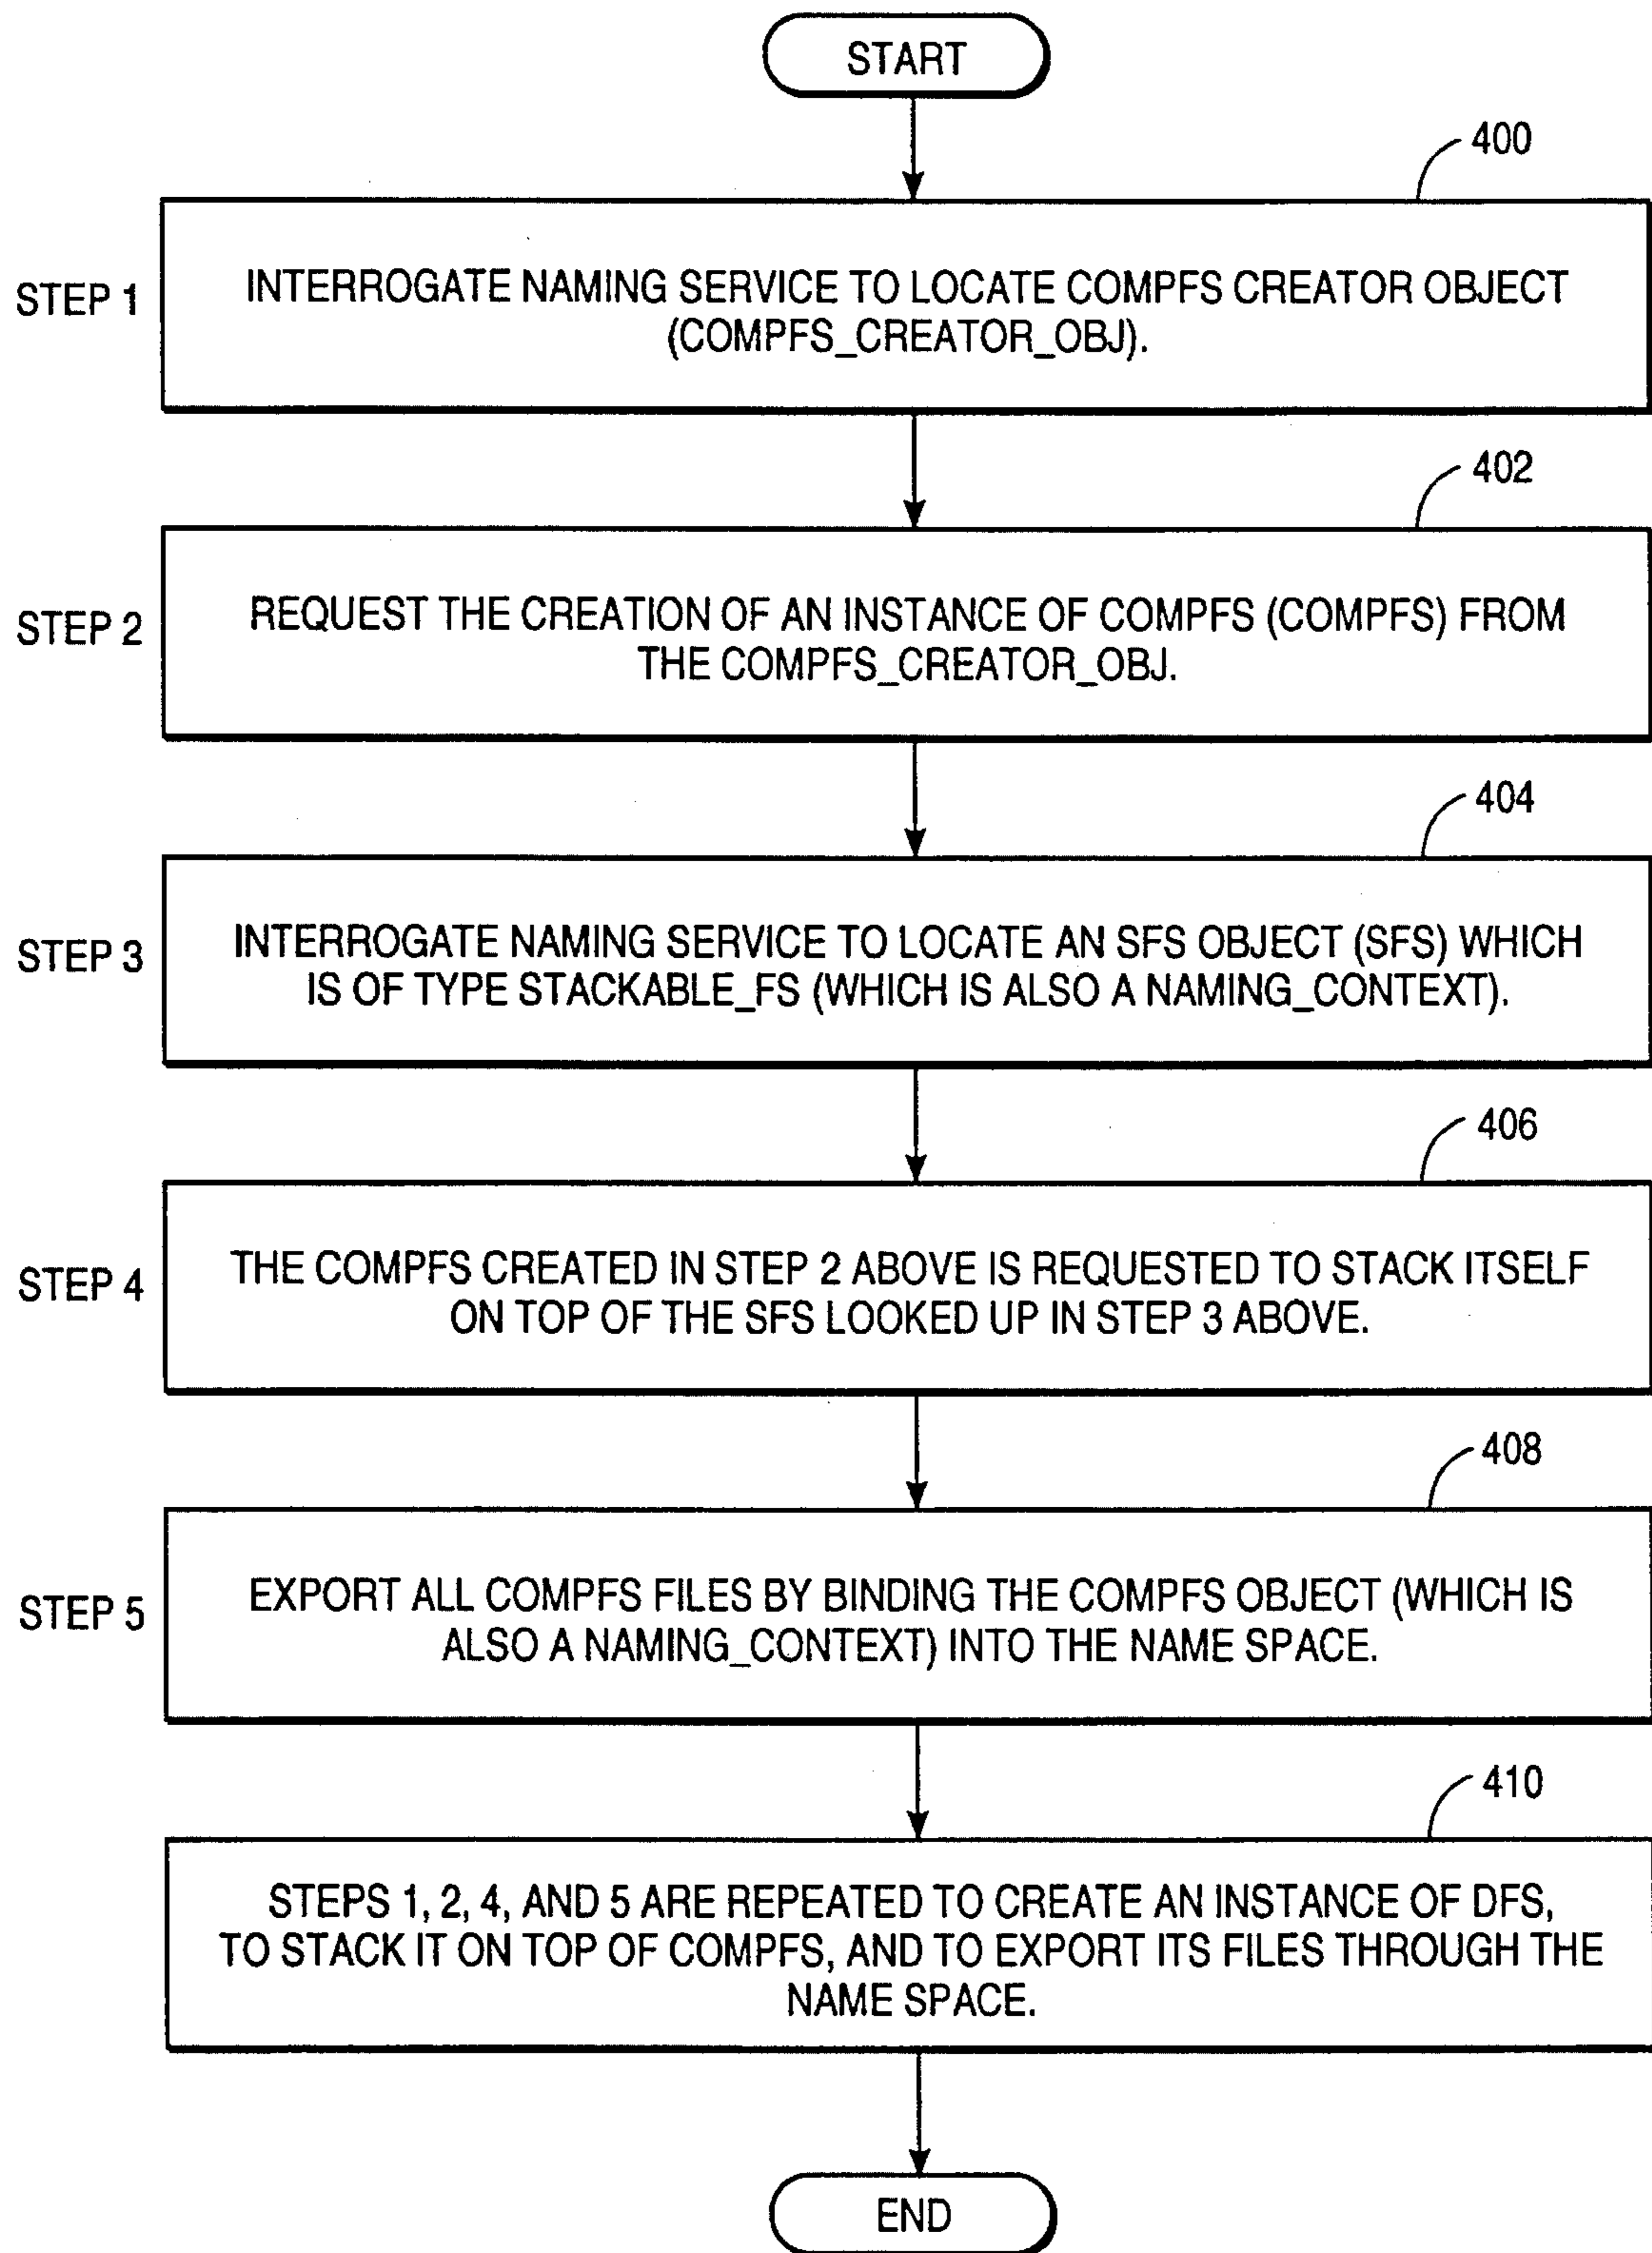 START
400
STEP 1
INTERROGATE NAMING SERVICE TO LOCATE COMPFS CREATOR OBJECT
(COMPFS_CREATOR_OBJ).
402
STEP 2
REQUEST THE CREATION OF AN INSTANCE OF COMPFS (COMPFS) FROM
THE COMPFS_CREATOR_OBJ.
404
STEP 3
INTERROGATE NAMING SERVICE TO LOCATE AN SFS OBJECT (SFS) WHICH
IS OF TYPE STACKABLE_FS (WHICH IS ALSO A NAMING_CONTEXT).
406
STEP 4
THE COMPFS CREATED IN STEP 2 ABOVE IS REQUESTED TO STACK ITSELF
ON TOP OF THE SFS LOOKED UP IN STEP 3 ABOVE.
408
STEP 5
EXPORT ALL COMPFS FILES BY BINDING THE COMPFS OBJECT (WHICH IS
ALSO A NAMING_CONTEXT) INTO THE NAME SPACE.
410
STEPS 1, 2, 4, AND 5 ARE REPEATED TO CREATE AN INSTANCE OF DFS,
TO STACK IT ON TOP OF COMPFS, AND TO EXPORT ITS FILES THROUGH THE
NAME SPACE.
END